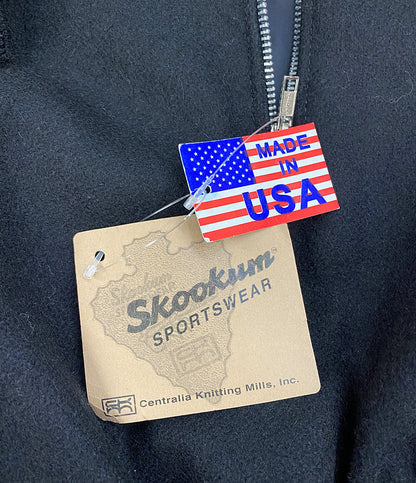 MADE
IN
USA
Skookum
SPORTSWEAR
Centralia Knitting Mills, Inc.